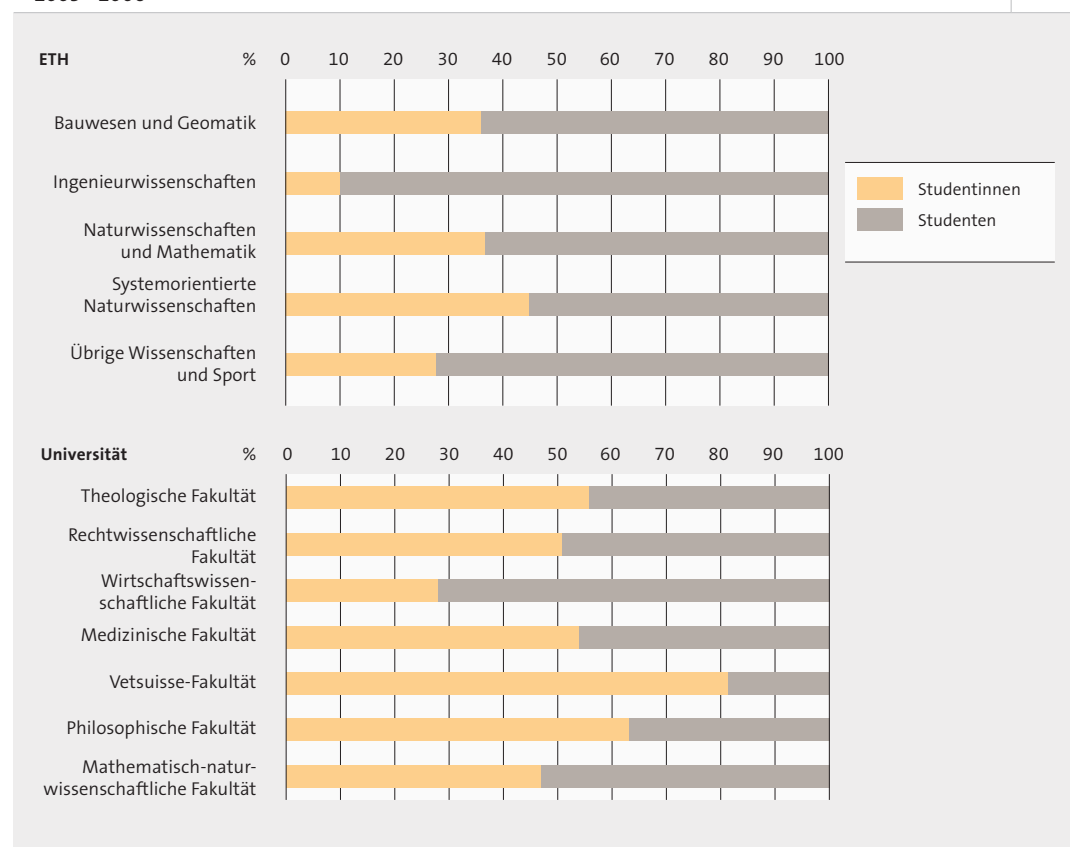 ETH % 0 10 20 30 40 50 60 70 80 90 100
Bauwesen und Geomatik
Ingenieurwissenschaften
Naturwissenschaften
und Mathematik
Systemorientierte
Naturwissenschaften
Übrige Wissenschaften
und Sport
Studentinnen
Studenten
Universität % 0 10 20 30 40 50 60 70 80 90 100
Theologische Fakultät
Rechtwissenschaftliche
Fakultät
Wirtschaftswissen-
schaftliche Fakultät
Medizinische Fakultät
Vetsuisse-Fakultät
Philosophische Fakultät
Mathematisch-natur-
wissenschaftliche Fakultät